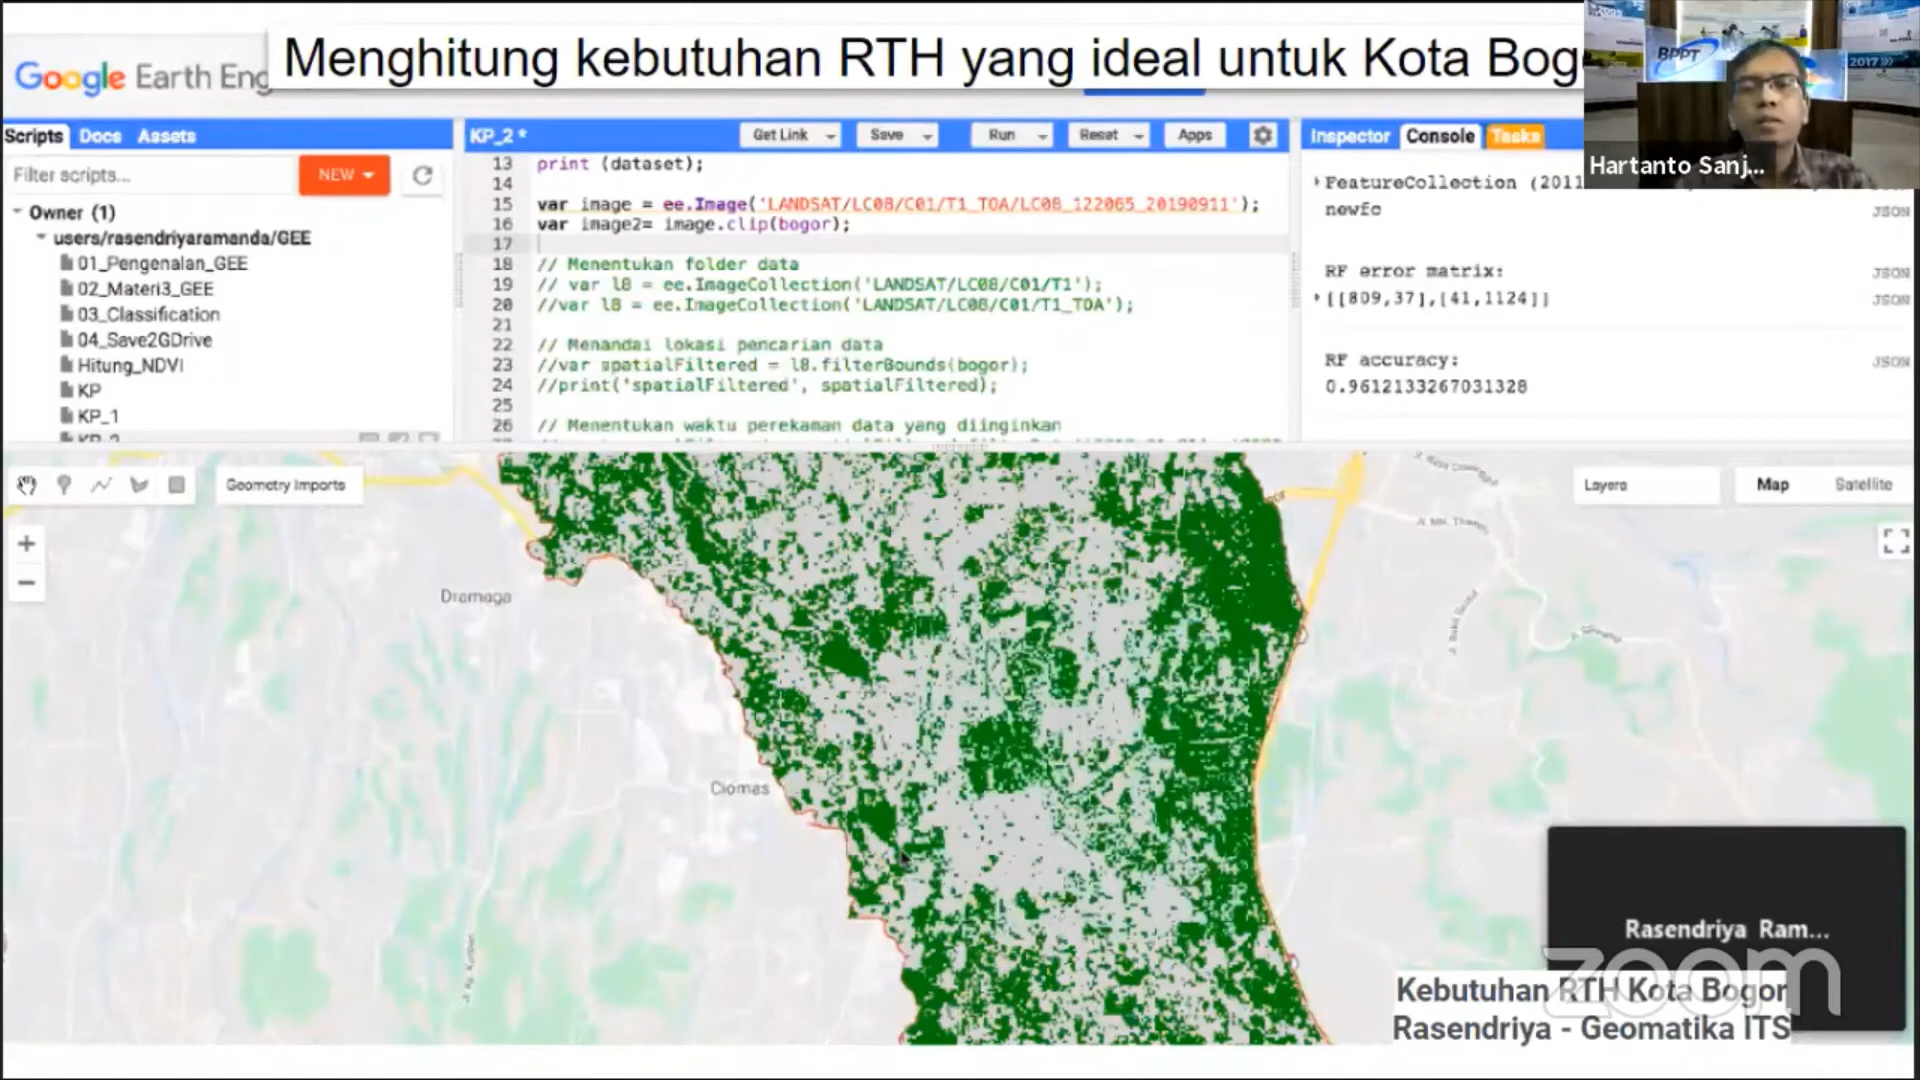 Menghitung kebutuhan RTH yang ideal untuk Kota Bog
Google Earth Eng
BPPT
2017
Hartanto Sanj...
Scripts Docs Assets
Filter scripts...
NEW
Owner (1)
users/rasendriyaramanda/GEE
01_Pengenalan_GEE
02_Materi3_GEE
03_Classification
04_Save2GDrive
Hitung_NDVI
KP
KP_1
KP_2
KP_2 *
Get Link Save Run Reset Apps
13 print (dataset);
14
15 var image = ee.Image('LANDSAT/LC08/C01/T1_TOA/LC08_122065_20190911');
16 var image2= image.clip(bogor);
17
18 // Menentukan folder data
19 // var l8 = ee.ImageCollection('LANDSAT/LC08/C01/T1');
20 //var l8 = ee.ImageCollection('LANDSAT/LC08/C01/T1_TOA');
21
22 // Menandai lokasi pencarian data
23 //var spatialFiltered = l8.filterBounds(bogor);
24 //print('spatialFiltered', spatialFiltered);
25
26 // Menentukan waktu perekaman data yang diinginkan
Inspector Console Tasks
FeatureCollection (2011
newfc JSON
RF error matrix: JSON
[[809,37],[41,1124]] JSON
RF accuracy: JSON
0.9612133267031328
Geometry Imports
Layers
Map Satellite
Dramaga
Ciomas
Rasendriya Ram...
zoom
Kebutuhan RTH Kota Bogor
Rasendriya - Geomatika ITS